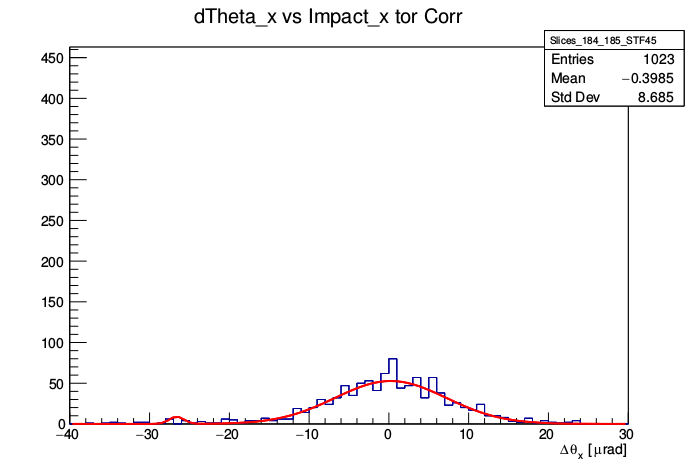 dTheta_x vs Impact_x tor Corr
Slices_184_185_STF45
Entries 1023
Mean −0.3985
Std Dev 8.685
450
400
350
300
250
200
150
100
50
0
−40 −30 −20 −10 0 10 20 30
Δθx [μrad]